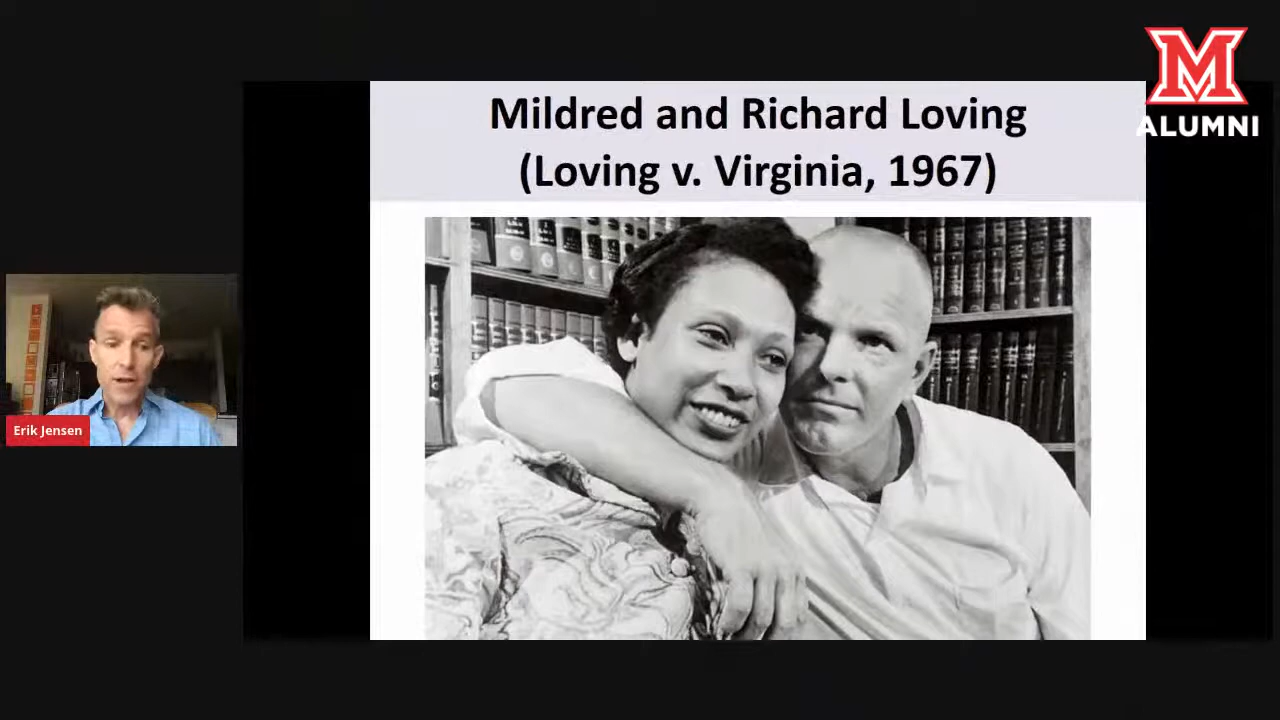 Mildred and Richard Loving
(Loving v. Virginia, 1967)
M
ALUMNI
Erik Jensen